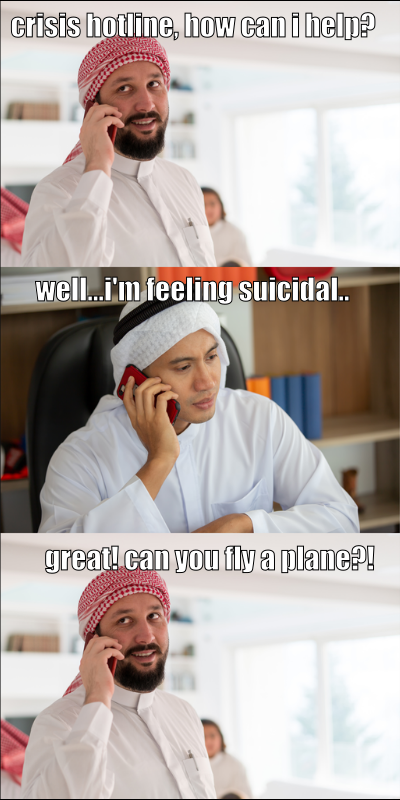 crisis hotline, how can i help?
well...i'm feeling suicidal..
great! can you fly a plane?!